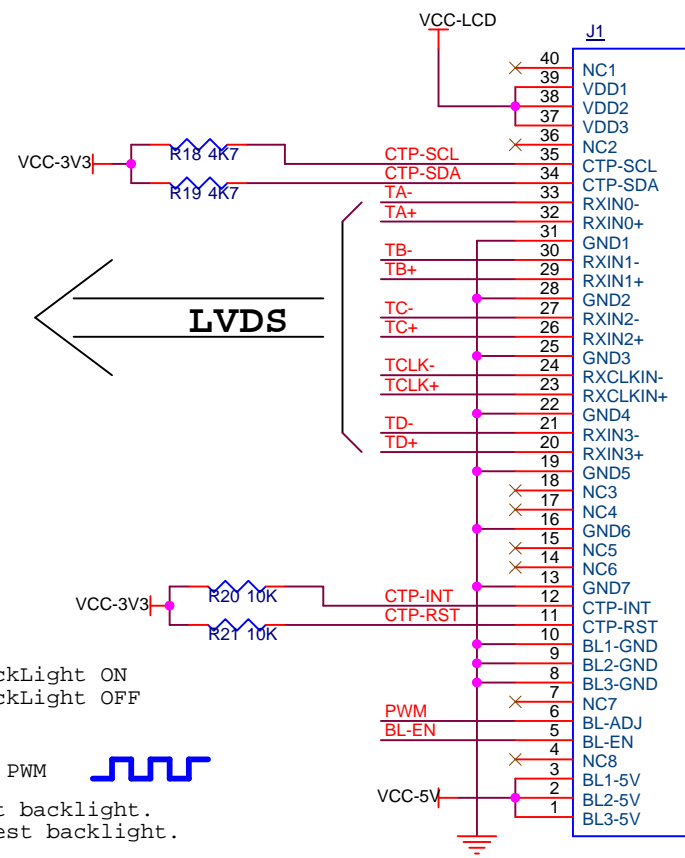 VCC-LCD
J1
40 NC1
39 VDD1
38 VDD2
37 VDD3
36 NC2
VCC-3V3
R18 4K7
CTP-SCL 35 CTP-SCL
R19 4K7
CTP-SDA 34 CTP-SDA
TA- 33 RXIN0-
TA+ 32 RXIN0+
31 GND1
TB- 30 RXIN1-
TB+ 29 RXIN1+
28 GND2
LVDS
TC- 27 RXIN2-
TC+ 26 RXIN2+
25 GND3
TCLK- 24 RXCLKIN-
TCLK+ 23 RXCLKIN+
22 GND4
TD- 21 RXIN3-
TD+ 20 RXIN3+
19 GND5
18 NC3
17 NC4
16 GND6
15 NC5
14 NC6
13 GND7
VCC-3V3
R20 10K
CTP-INT 12 CTP-INT
R21 10K
CTP-RST 11 CTP-RST
10 BL1-GND
9 BL2-GND
8 BL3-GND
7 NC7
ckLight ON
ckLight OFF
PWM 6 BL-ADJ
BL-EN 5 BL-EN
4 NC8
PWM
3 BL1-5V
VCC-5V
2 BL2-5V
1 BL3-5V
t backlight.
est backlight.